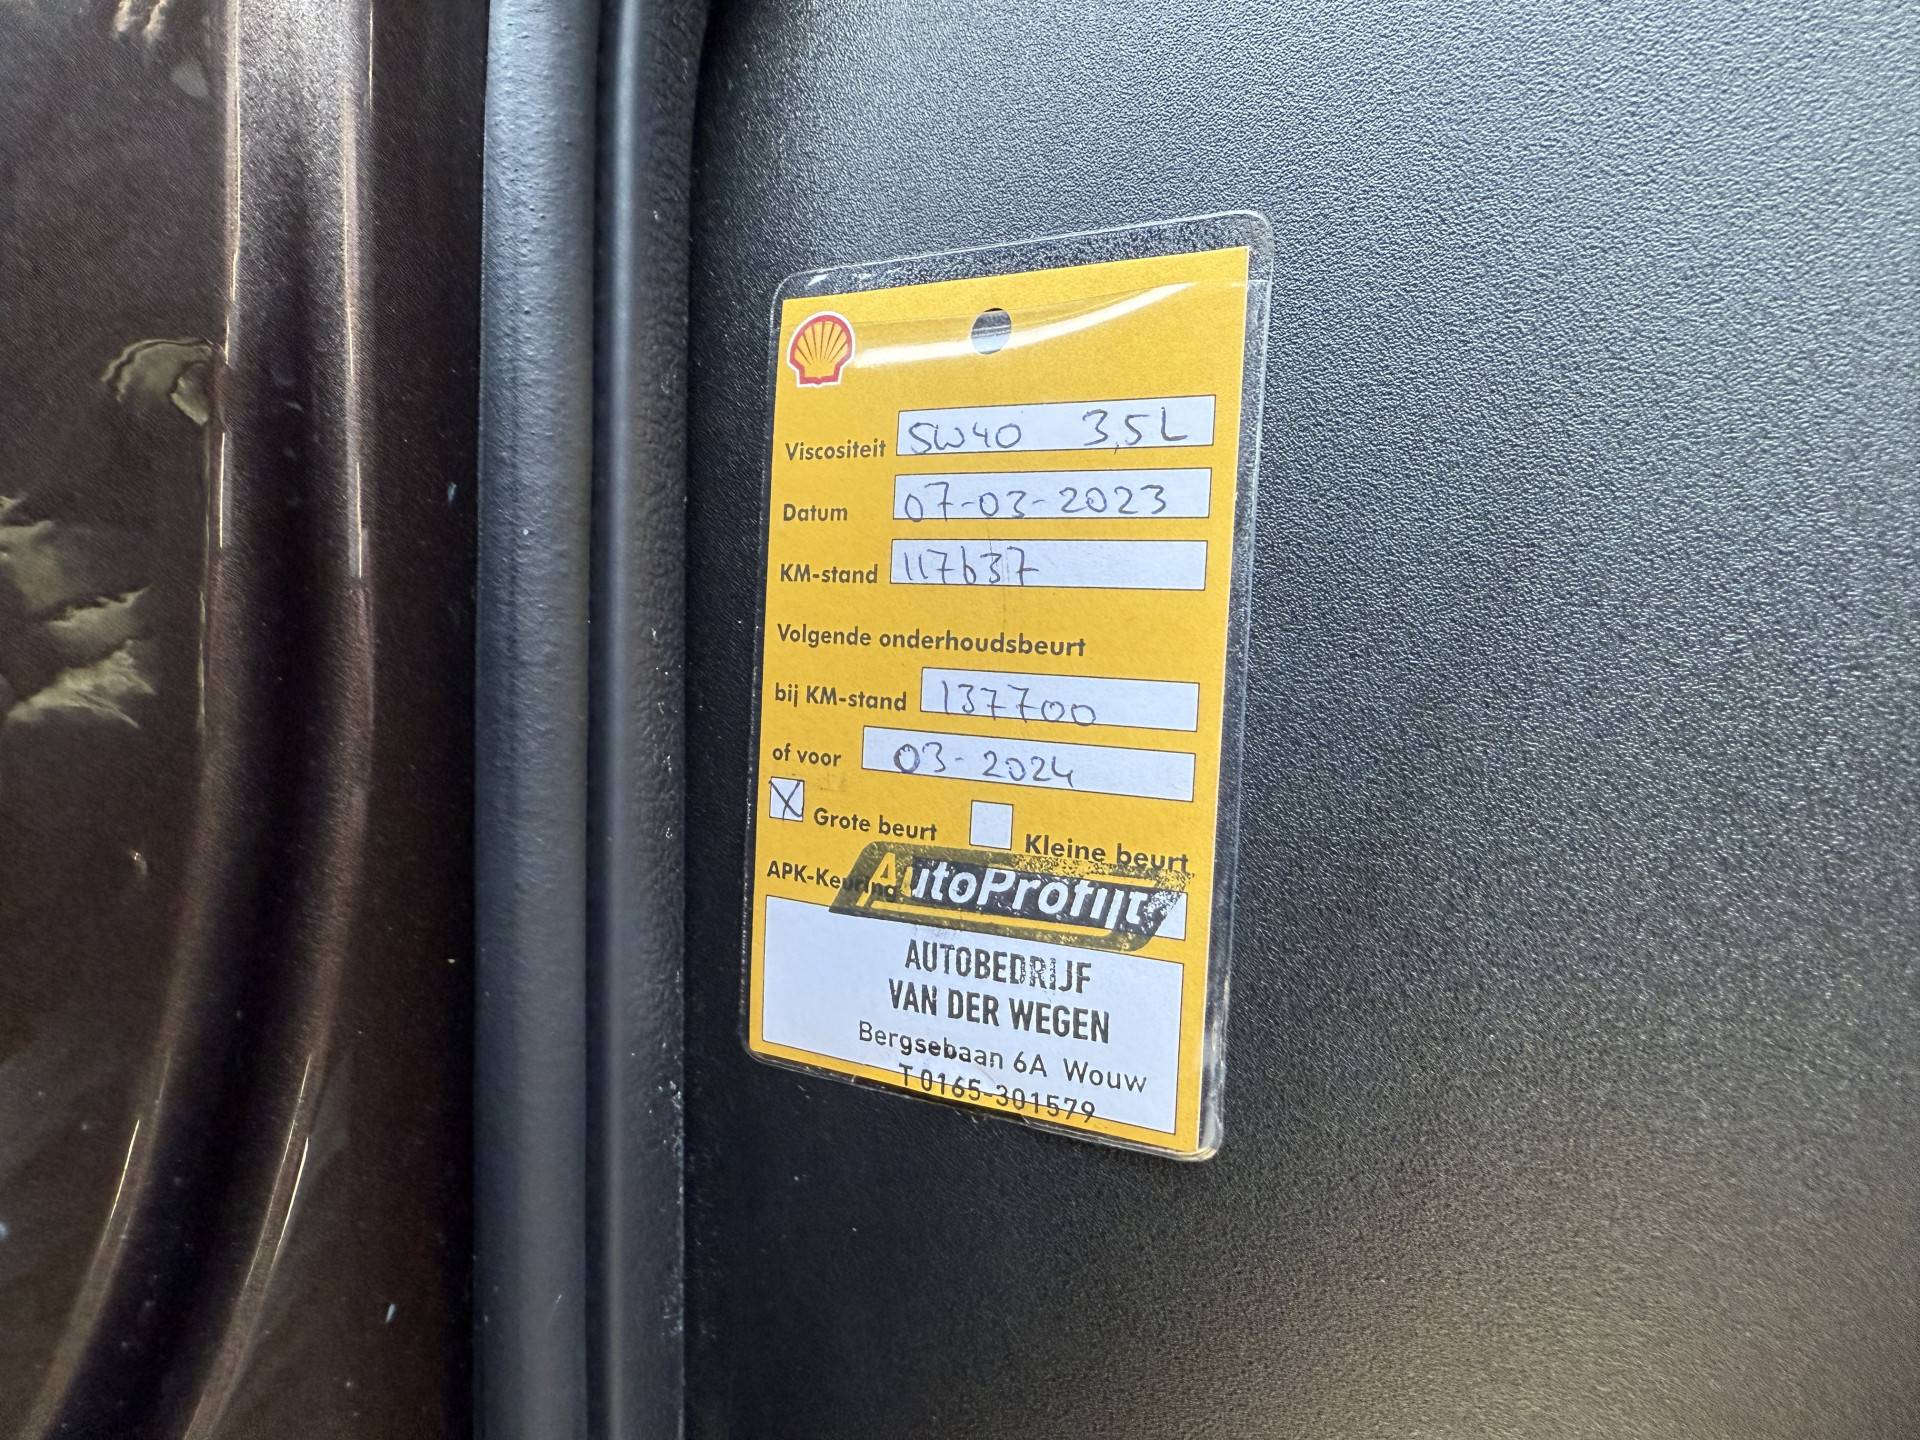 Viscositeit 5W40 3,5L
Datum 07-03-2023
KM-stand 117637
Volgende onderhoudsbeurt
bij KM-stand 137700
of voor 03-2024
X Grote beurt Kleine beurt
APK-Keuring
AutoProfijt
AUTOBEDRIJF
VAN DER WEGEN
Bergsebaan 6A Wouw
T 0165-301579